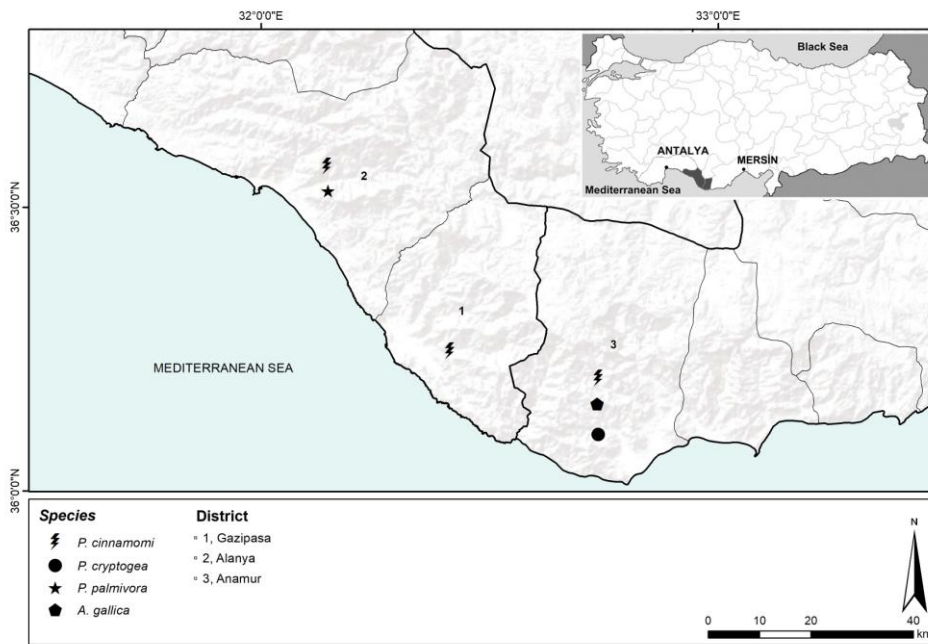 32°0'0"E
33°0'0"E
Black Sea
ANTALYA
MERSİN
Mediterranean Sea
36°30'0"N
2
1
3
MEDITERRANEAN SEA
36°0'0"N
Species
P. cinnamomi
P. cryptogea
P. palmivora
A. gallica
District
1, Gazipasa
2, Alanya
3, Anamur
N
0 10 20 40
km